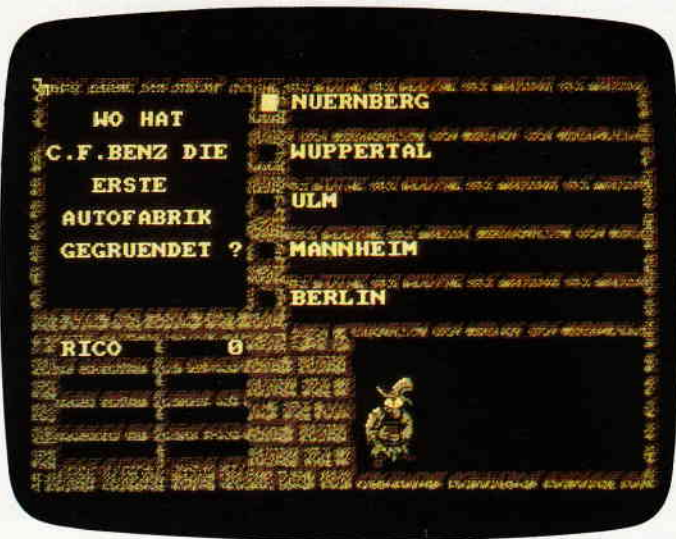 WO HAT
C.F.BENZ DIE
ERSTE
AUTOFABRIK
GEGRUENDET ?
NUERNBERG
WUPPERTAL
ULM
MANNHEIM
BERLIN
RICO 0